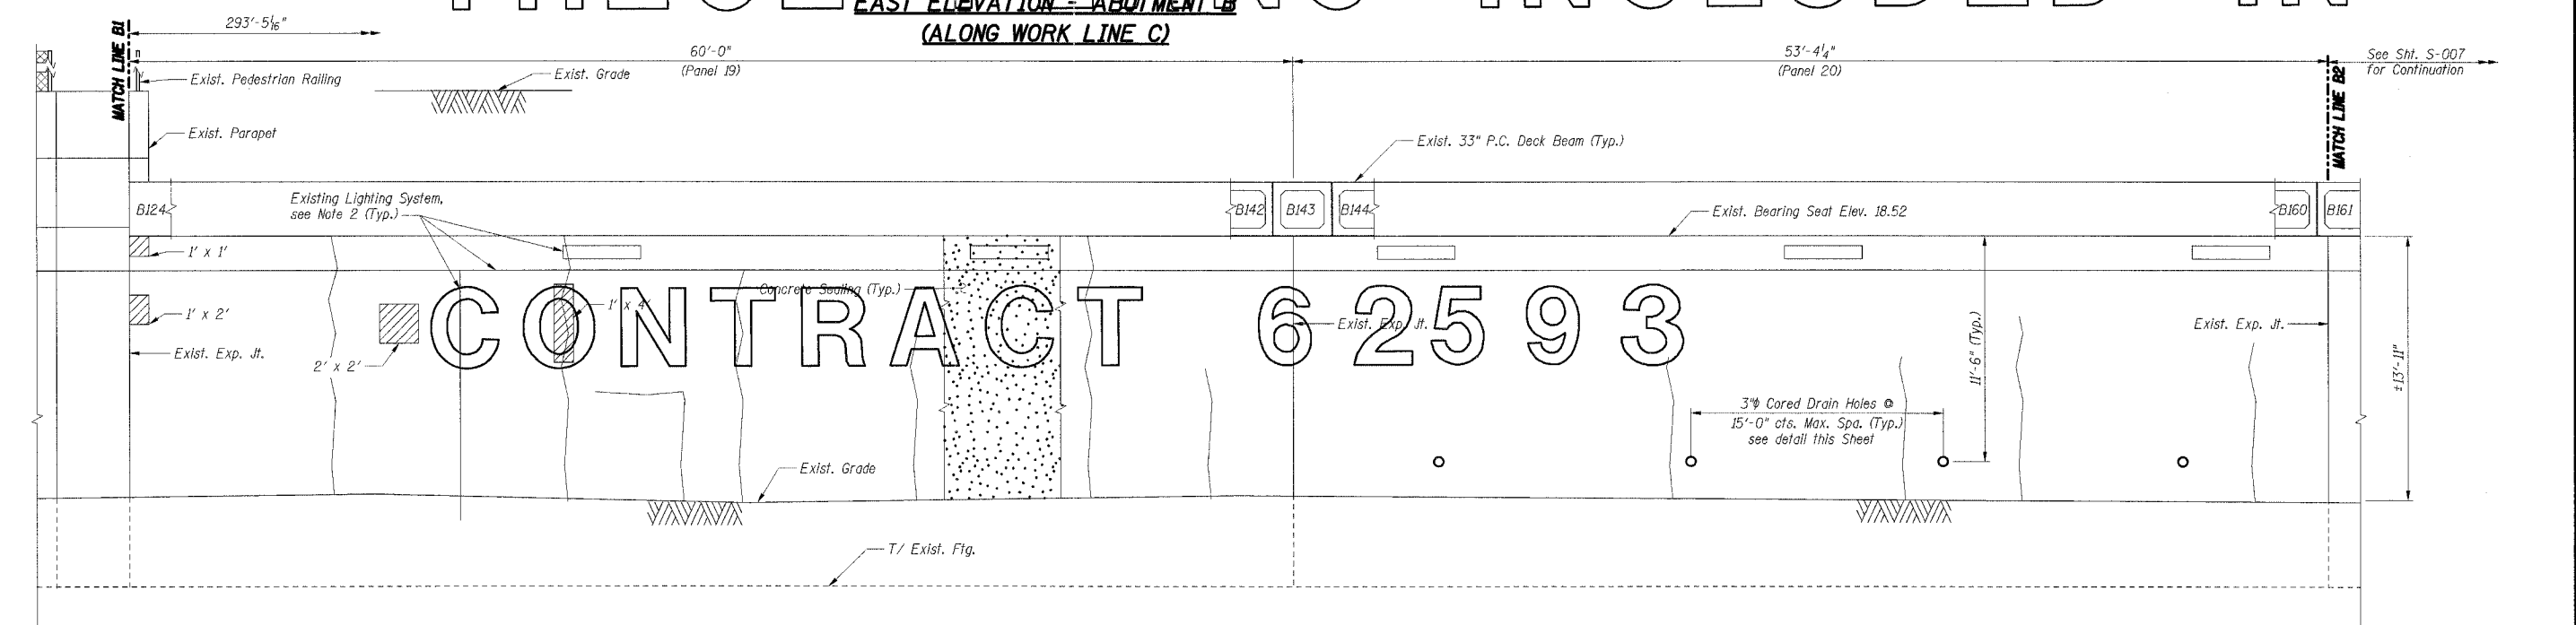 EAST ELEVATION - ABUTMENT B
(ALONG WORK LINE C)
293'-5 1/16"
MATCH LINE B1
60'-0"
(Panel 19)
53'-4 1/4"
(Panel 20)
See Sht. S-007
for Continuation
MATCH LINE B2
Exist. Pedestrian Railing
Exist. Grade
Exist. Parapet
Exist. 33" P.C. Deck Beam (Typ.)
Existing Lighting System,
see Note 2 (Typ.)
B124
B142
B143
B144
B160
B161
Exist. Bearing Seat Elev. 18.52
1' x 1'
1' x 2'
Concrete Sealing (Typ.)
1' x 4'
CONTRACT 62593
Exist. Exp. Jt.
Exist. Exp. Jt.
Exist. Exp. Jt.
2' x 2'
11'-6" (Typ.)
±13'-11"
3"φ Cored Drain Holes @
15'-0" cts. Max. Spa. (Typ.)
see detail this Sheet
Exist. Grade
T/ Exist. Ftg.